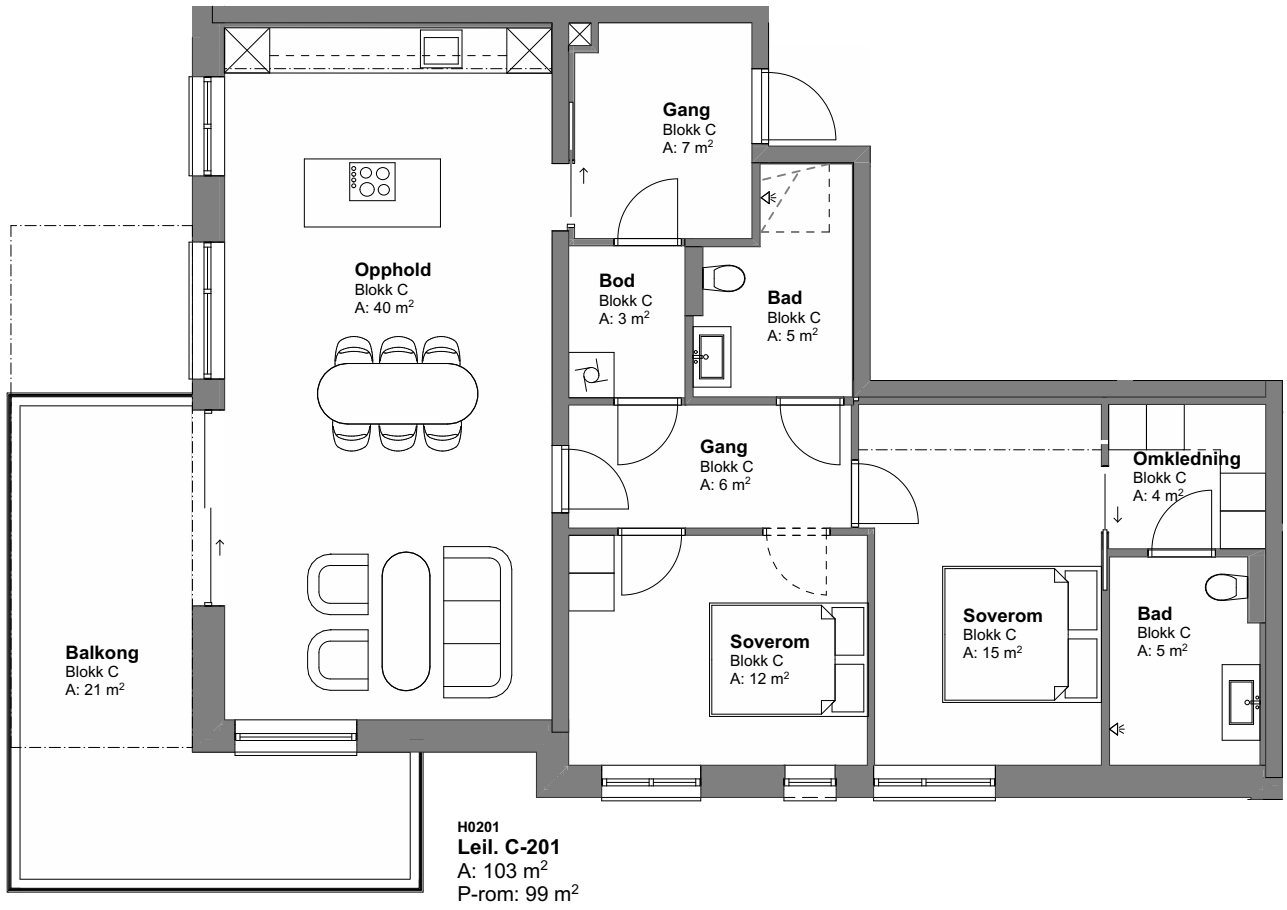 Gang
Blokk C
A: 7 m²
Opphold
Blokk C
A: 40 m²
Bod
Blokk C
A: 3 m²
Bad
Blokk C
A: 5 m²
Gang
Blokk C
A: 6 m²
Omkledning
Blokk C
A: 4 m²
Balkong
Blokk C
A: 21 m²
Soverom
Blokk C
A: 12 m²
Soverom
Blokk C
A: 15 m²
Bad
Blokk C
A: 5 m²
H0201
Leil. C-201
A: 103 m²
P-rom: 99 m²